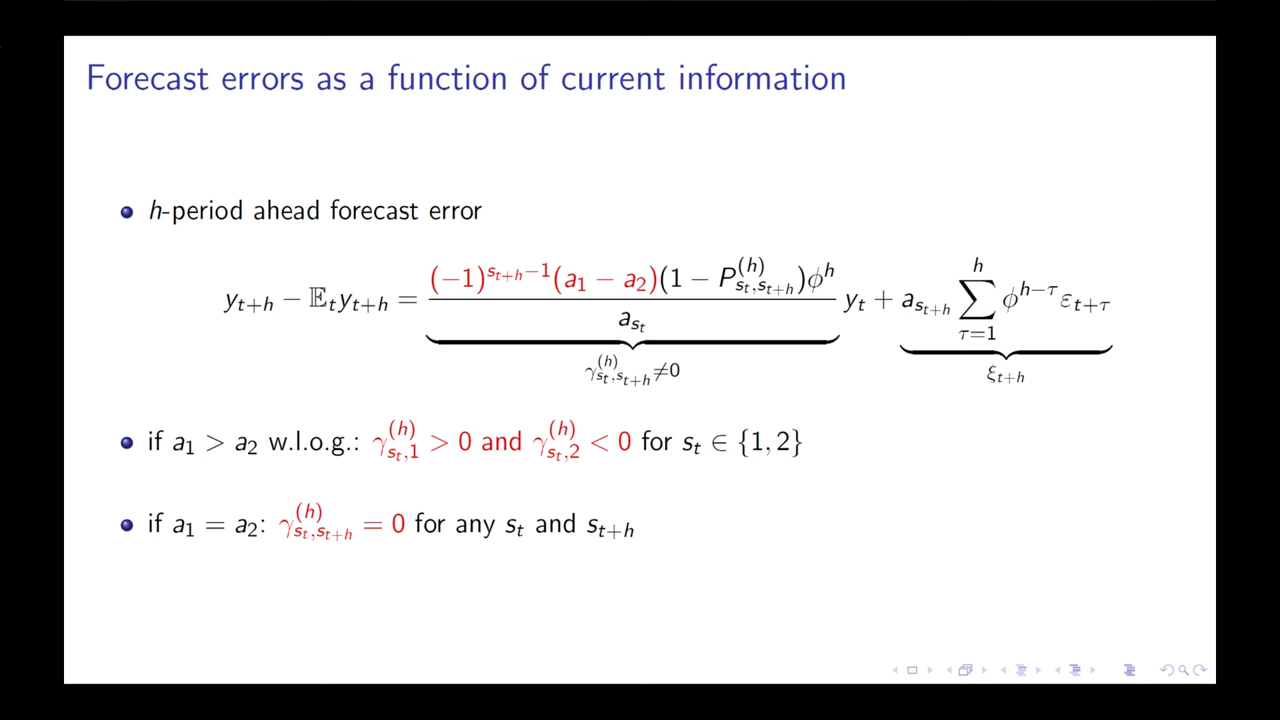 Forecast errors as a function of current information
h-period ahead forecast error
y_{t+h} − 𝔼_t y_{t+h} = \underbrace{\frac{(-1)^{s_{t+h}-1}(a_1 − a_2)(1 − P^{(h)}_{s_t,s_{t+h}})ϕ^h}{a_{s_t}}}_{γ^{(h)}_{s_t,s_{t+h}} ≠ 0} y_t + \underbrace{a_{s_{t+h}} \sum_{τ=1}^{h} ϕ^{h−τ} ε_{t+τ}}_{ξ_{t+h}}
if a_1 > a_2 w.l.o.g.: γ^{(h)}_{s_t,1} > 0 and γ^{(h)}_{s_t,2} < 0 for s_t ∈ {1, 2}
if a_1 = a_2: γ^{(h)}_{s_t,s_{t+h}} = 0 for any s_t and s_{t+h}